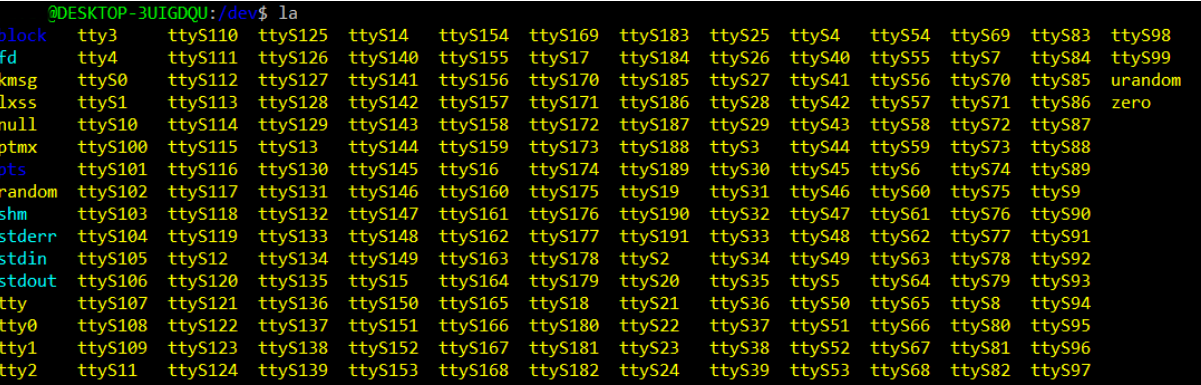 @DESKTOP-3UIGDQU:/dev$ la
block tty3 ttyS110 ttyS125 ttyS14 ttyS154 ttyS169 ttyS183 ttyS25 ttyS4 ttyS54 ttyS69 ttyS83 ttyS98
fd tty4 ttyS111 ttyS126 ttyS140 ttyS155 ttyS17 ttyS184 ttyS26 ttyS40 ttyS55 ttyS7 ttyS84 ttyS99
kmsg ttyS0 ttyS112 ttyS127 ttyS141 ttyS156 ttyS170 ttyS185 ttyS27 ttyS41 ttyS56 ttyS70 ttyS85 urandom
lxss ttyS1 ttyS113 ttyS128 ttyS142 ttyS157 ttyS171 ttyS186 ttyS28 ttyS42 ttyS57 ttyS71 ttyS86 zero
null ttyS10 ttyS114 ttyS129 ttyS143 ttyS158 ttyS172 ttyS187 ttyS29 ttyS43 ttyS58 ttyS72 ttyS87
ptmx ttyS100 ttyS115 ttyS13 ttyS144 ttyS159 ttyS173 ttyS188 ttyS3 ttyS44 ttyS59 ttyS73 ttyS88
pts ttyS101 ttyS116 ttyS130 ttyS145 ttyS16 ttyS174 ttyS189 ttyS30 ttyS45 ttyS6 ttyS74 ttyS89
random ttyS102 ttyS117 ttyS131 ttyS146 ttyS160 ttyS175 ttyS19 ttyS31 ttyS46 ttyS60 ttyS75 ttyS9
shm ttyS103 ttyS118 ttyS132 ttyS147 ttyS161 ttyS176 ttyS190 ttyS32 ttyS47 ttyS61 ttyS76 ttyS90
stderr ttyS104 ttyS119 ttyS133 ttyS148 ttyS162 ttyS177 ttyS191 ttyS33 ttyS48 ttyS62 ttyS77 ttyS91
stdin ttyS105 ttyS12 ttyS134 ttyS149 ttyS163 ttyS178 ttyS2 ttyS34 ttyS49 ttyS63 ttyS78 ttyS92
stdout ttyS106 ttyS120 ttyS135 ttyS15 ttyS164 ttyS179 ttyS20 ttyS35 ttyS5 ttyS64 ttyS79 ttyS93
tty ttyS107 ttyS121 ttyS136 ttyS150 ttyS165 ttyS18 ttyS21 ttyS36 ttyS50 ttyS65 ttyS8 ttyS94
tty0 ttyS108 ttyS122 ttyS137 ttyS151 ttyS166 ttyS180 ttyS22 ttyS37 ttyS51 ttyS66 ttyS80 ttyS95
tty1 ttyS109 ttyS123 ttyS138 ttyS152 ttyS167 ttyS181 ttyS23 ttyS38 ttyS52 ttyS67 ttyS81 ttyS96
tty2 ttyS11 ttyS124 ttyS139 ttyS153 ttyS168 ttyS182 ttyS24 ttyS39 ttyS53 ttyS68 ttyS82 ttyS97